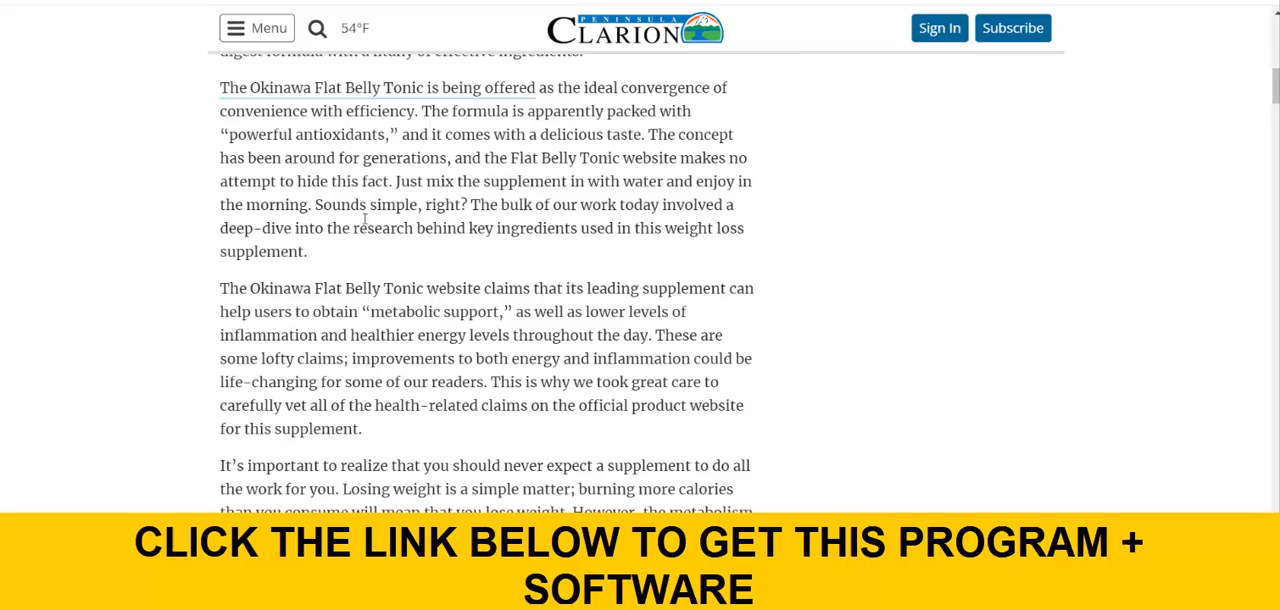 Menu
54°F
PENINSULA
CLARION
Sign In
Subscribe
digest formula with a litany of effective ingredients.
The Okinawa Flat Belly Tonic is being offered as the ideal convergence of
convenience with efficiency. The formula is apparently packed with
“powerful antioxidants,” and it comes with a delicious taste. The concept
has been around for generations, and the Flat Belly Tonic website makes no
attempt to hide this fact. Just mix the supplement in with water and enjoy in
the morning. Sounds simple, right? The bulk of our work today involved a
deep-dive into the research behind key ingredients used in this weight loss
supplement.
The Okinawa Flat Belly Tonic website claims that its leading supplement can
help users to obtain “metabolic support,” as well as lower levels of
inflammation and healthier energy levels throughout the day. These are
some lofty claims; improvements to both energy and inflammation could be
life-changing for some of our readers. This is why we took great care to
carefully vet all of the health-related claims on the official product website
for this supplement.
It’s important to realize that you should never expect a supplement to do all
the work for you. Losing weight is a simple matter; burning more calories
than you consume will mean that you lose weight. However, the metabolism
CLICK THE LINK BELOW TO GET THIS PROGRAM +
SOFTWARE